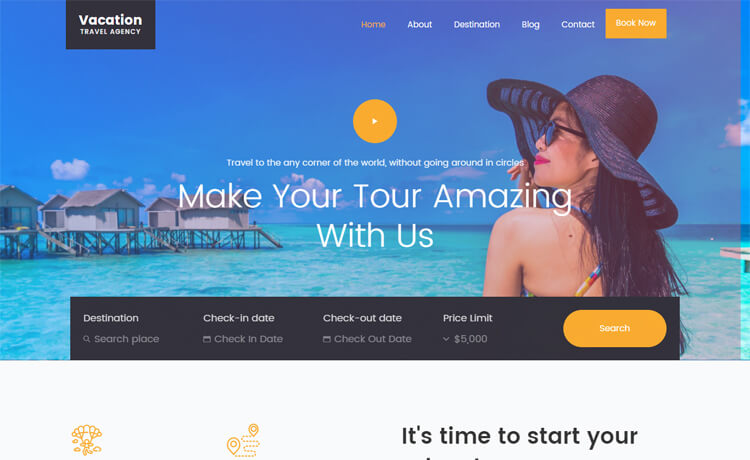 Vacation
TRAVEL AGENCY
Home About Destination Blog Contact Book Now
Travel to the any corner of the world, without going around in circles
Make Your Tour Amazing
With Us
Destination Check-in date Check-out date Price Limit
Search place Check In Date Check Out Date $5,000 Search
It's time to start your